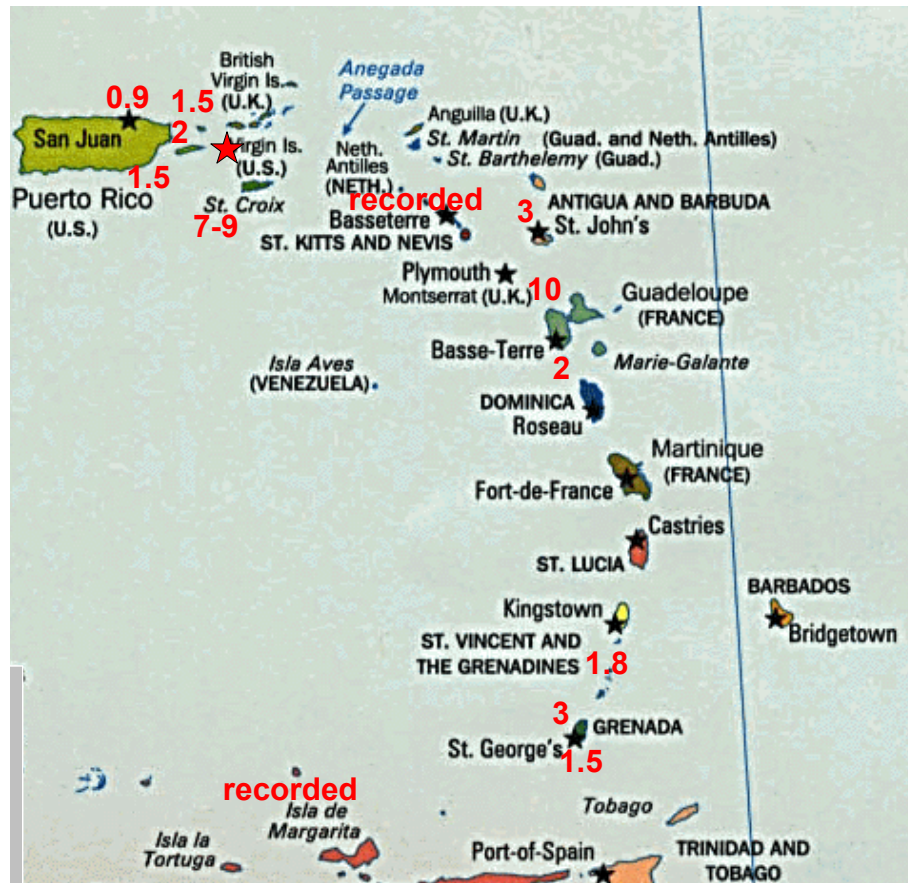 British
Virgin Is.
(U.K.)
Anegada
Passage
0.9
1.5
2
San Juan
Virgin Is.
(U.S.)
1.5
Puerto Rico
(U.S.)
St. Croix
7-9
Neth.
Antilles
(NETH.)
Anguilla (U.K.)
St. Martin (Guad. and Neth. Antilles)
St. Barthelemy (Guad.)
recorded
Basseterre
ST. KITTS AND NEVIS
ANTIGUA AND BARBUDA
3
St. John's
Plymouth
Montserrat (U.K.)
10
Guadeloupe
(FRANCE)
Basse-Terre
2
Marie-Galante
Isla Aves
(VENEZUELA)
DOMINICA
Roseau
Martinique
(FRANCE)
Fort-de-France
Castries
ST. LUCIA
BARBADOS
Bridgetown
Kingstown
ST. VINCENT AND
THE GRENADINES
1.8
3
GRENADA
St. George's
1.5
recorded
Isla de
Margarita
Isla la
Tortuga
Tobago
Port-of-Spain
TRINIDAD AND
TOBAGO